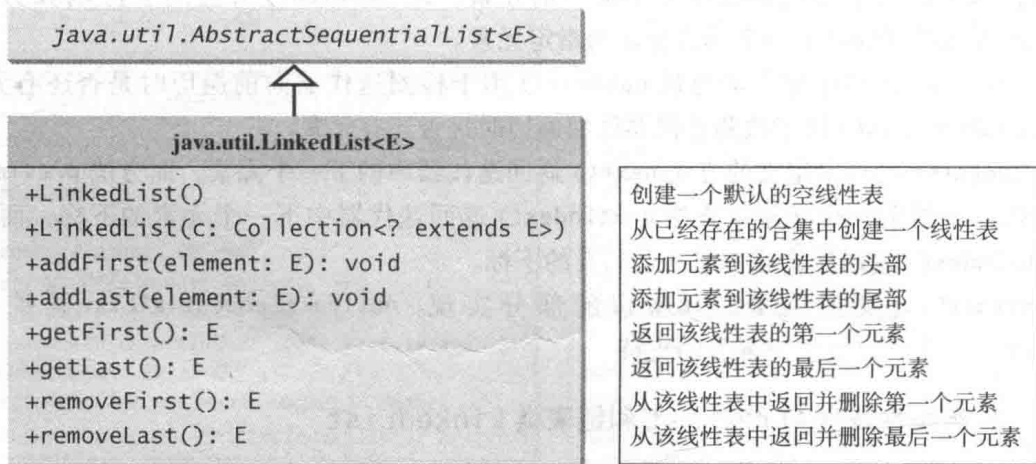 java.util.AbstractSequentialList<E>
java.util.LinkedList<E>
+LinkedList()
创建一个默认的空线性表
+LinkedList(c: Collection<? extends E>)
从已经存在的合集中创建一个线性表
+addFirst(element: E): void
添加元素到该线性表的头部
+addLast(element: E): void
添加元素到该线性表的尾部
+getFirst(): E
返回该线性表的第一个元素
+getLast(): E
返回该线性表的最后一个元素
+removeFirst(): E
从该线性表中返回并删除第一个元素
+removeLast(): E
从该线性表中返回并删除最后一个元素